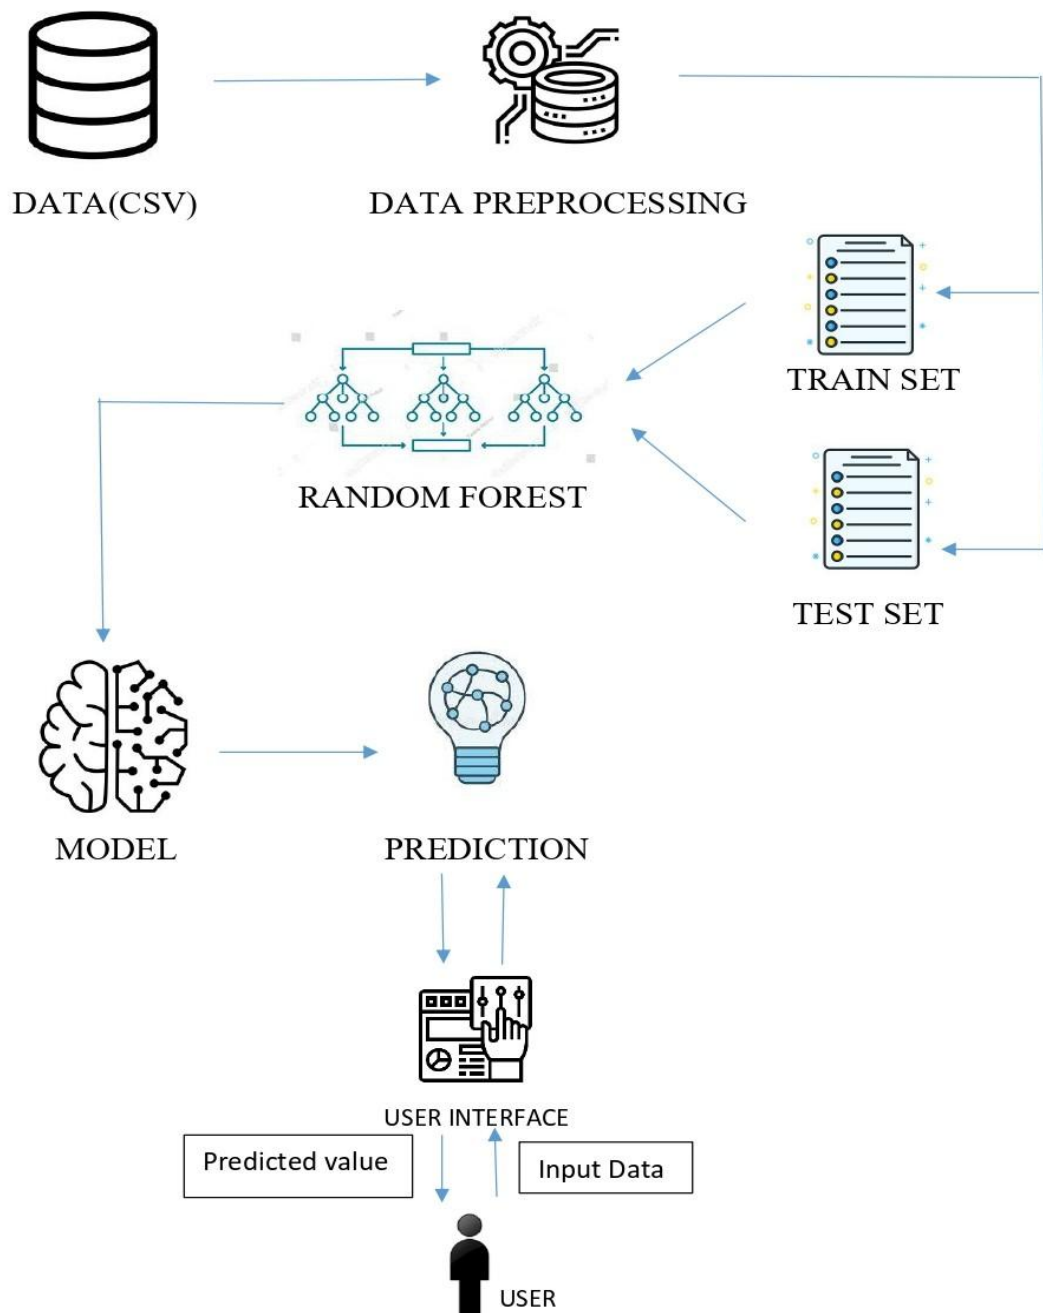 DATA(CSV)
DATA PREPROCESSING
TRAIN SET
RANDOM FOREST
TEST SET
MODEL
PREDICTION
USER INTERFACE
Predicted value
Input Data
USER